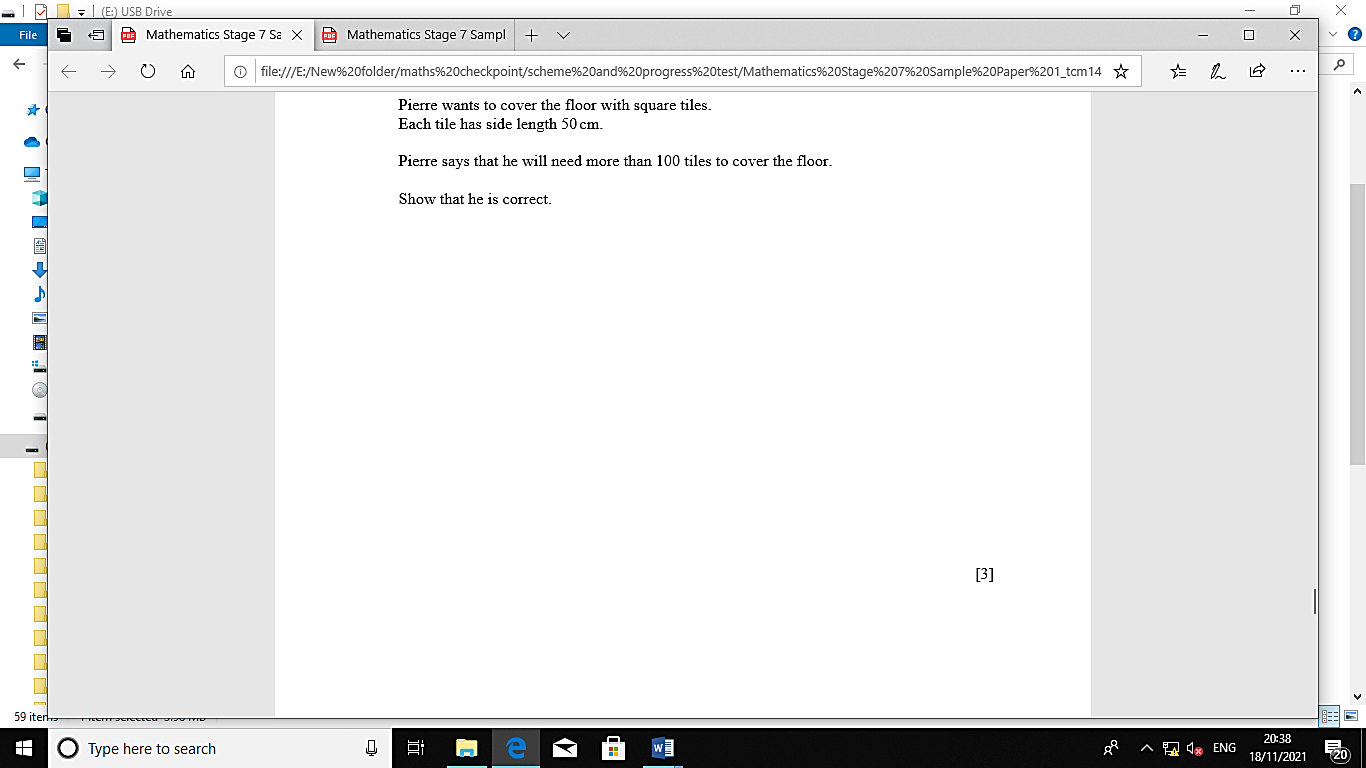 (E:) USB Drive
File
Mathematics Stage 7 Sa
Mathematics Stage 7 Sampl
file:///E:/New%20folder/maths%20checkpoint/scheme%20and%20progress%20test/Mathematics%20Stage%207%20Sample%20Paper%201_tcm14
Pierre wants to cover the floor with square tiles.
Each tile has side length 50 cm.
Pierre says that he will need more than 100 tiles to cover the floor.
Show that he is correct.
[3]
59 items
Type here to search
ENG
20:38
18/11/2021
20